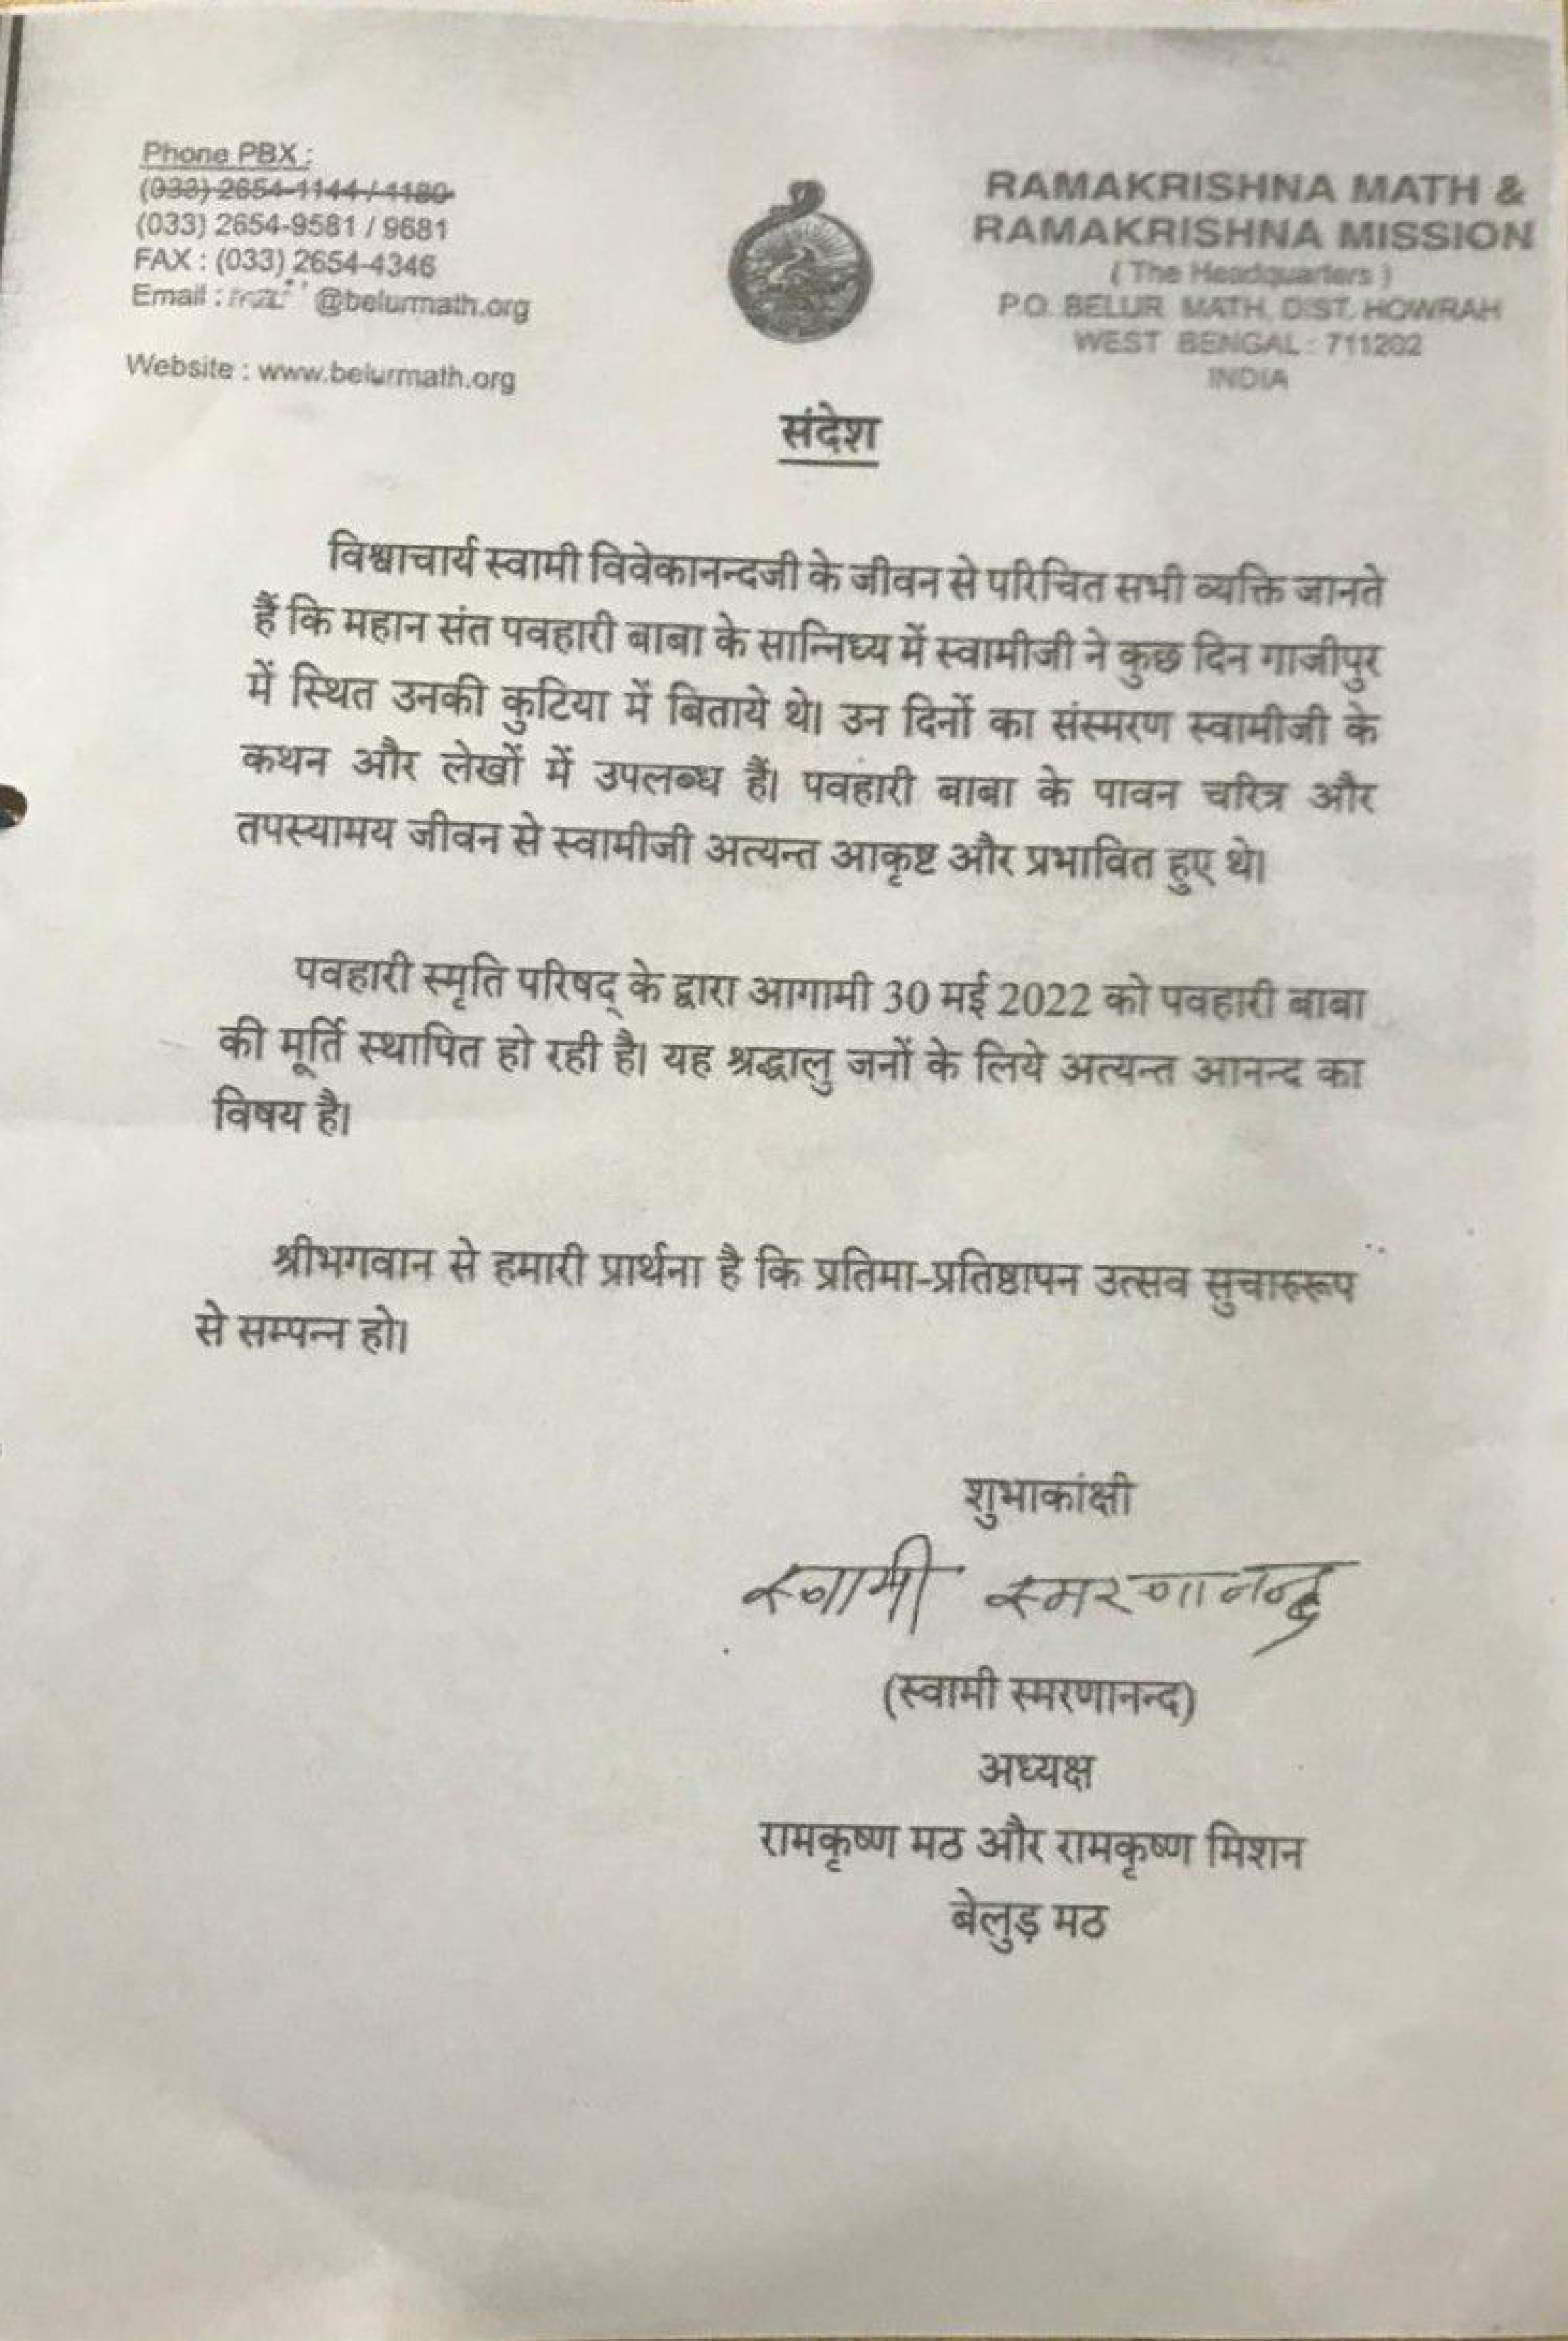 Phone PBX :
(033) 2654-1144 / 1180
(033) 2654-9581 / 9681
FAX : (033) 2654-4346
Email : @belurmath.org
Website : www.belurmath.org
RAMAKRISHNA MATH &
RAMAKRISHNA MISSION
( The Headquarters )
P.O. BELUR MATH, DIST. HOWRAH
WEST BENGAL : 711202
INDIA
संदेश
विश्वाचार्य स्वामी विवेकानन्दजी के जीवन से परिचित सभी व्यक्ति जानते
हैं कि महान संत पवहारी बाबा के सान्निध्य में स्वामीजी ने कुछ दिन गाजीपुर
में स्थित उनकी कुटिया में बिताये थे। उन दिनों का संस्मरण स्वामीजी के
कथन और लेखों में उपलब्ध हैं। पवहारी बाबा के पावन चरित्र और
तपस्यामय जीवन से स्वामीजी अत्यन्त आकृष्ट और प्रभावित हुए थे।
पवहारी स्मृति परिषद् के द्वारा आगामी 30 मई 2022 को पवहारी बाबा
की मूर्ति स्थापित हो रही है। यह श्रद्धालु जनों के लिये अत्यन्त आनन्द का
विषय है।
श्रीभगवान से हमारी प्रार्थना है कि प्रतिमा-प्रतिष्ठापन उत्सव सुचारुरूप
से सम्पन्न हो।
शुभाकांक्षी
स्वामी स्मरणानन्द
(स्वामी स्मरणानन्द)
अध्यक्ष
रामकृष्ण मठ और रामकृष्ण मिशन
बेलुड़ मठ